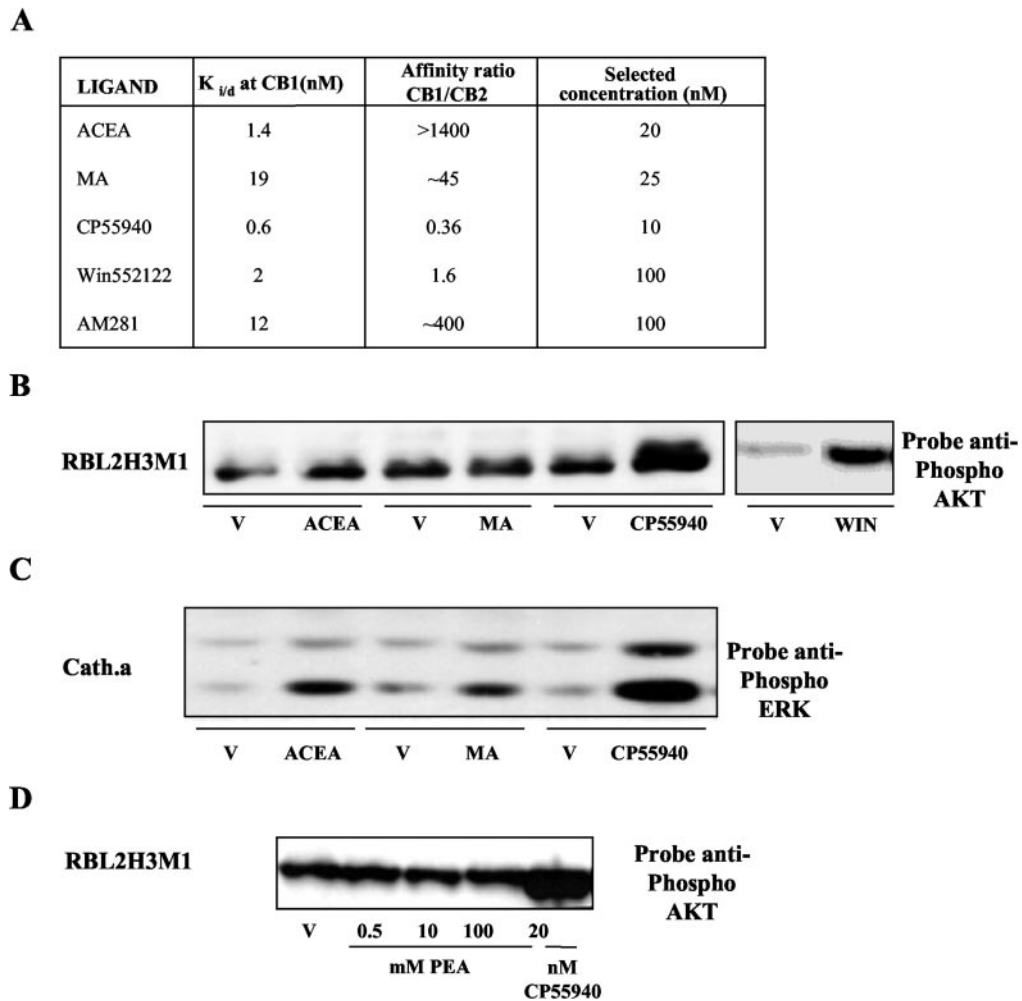 A
LIGAND K i/d at CB1(nM) Affinity ratio CB1/CB2 Selected concentration (nM)
ACEA 1.4 >1400 20
MA 19 ~45 25
CP55940 0.6 0.36 10
Win552122 2 1.6 100
AM281 12 ~400 100
B
RBL2H3M1
Probe anti-
Phospho
AKT
V ACEA V MA V CP55940 V WIN
C
Cath.a
Probe anti-
Phospho
ERK
V ACEA V MA V CP55940
D
RBL2H3M1
Probe anti-
Phospho
AKT
V 0.5 10 100 20
mM PEA nM
CP55940